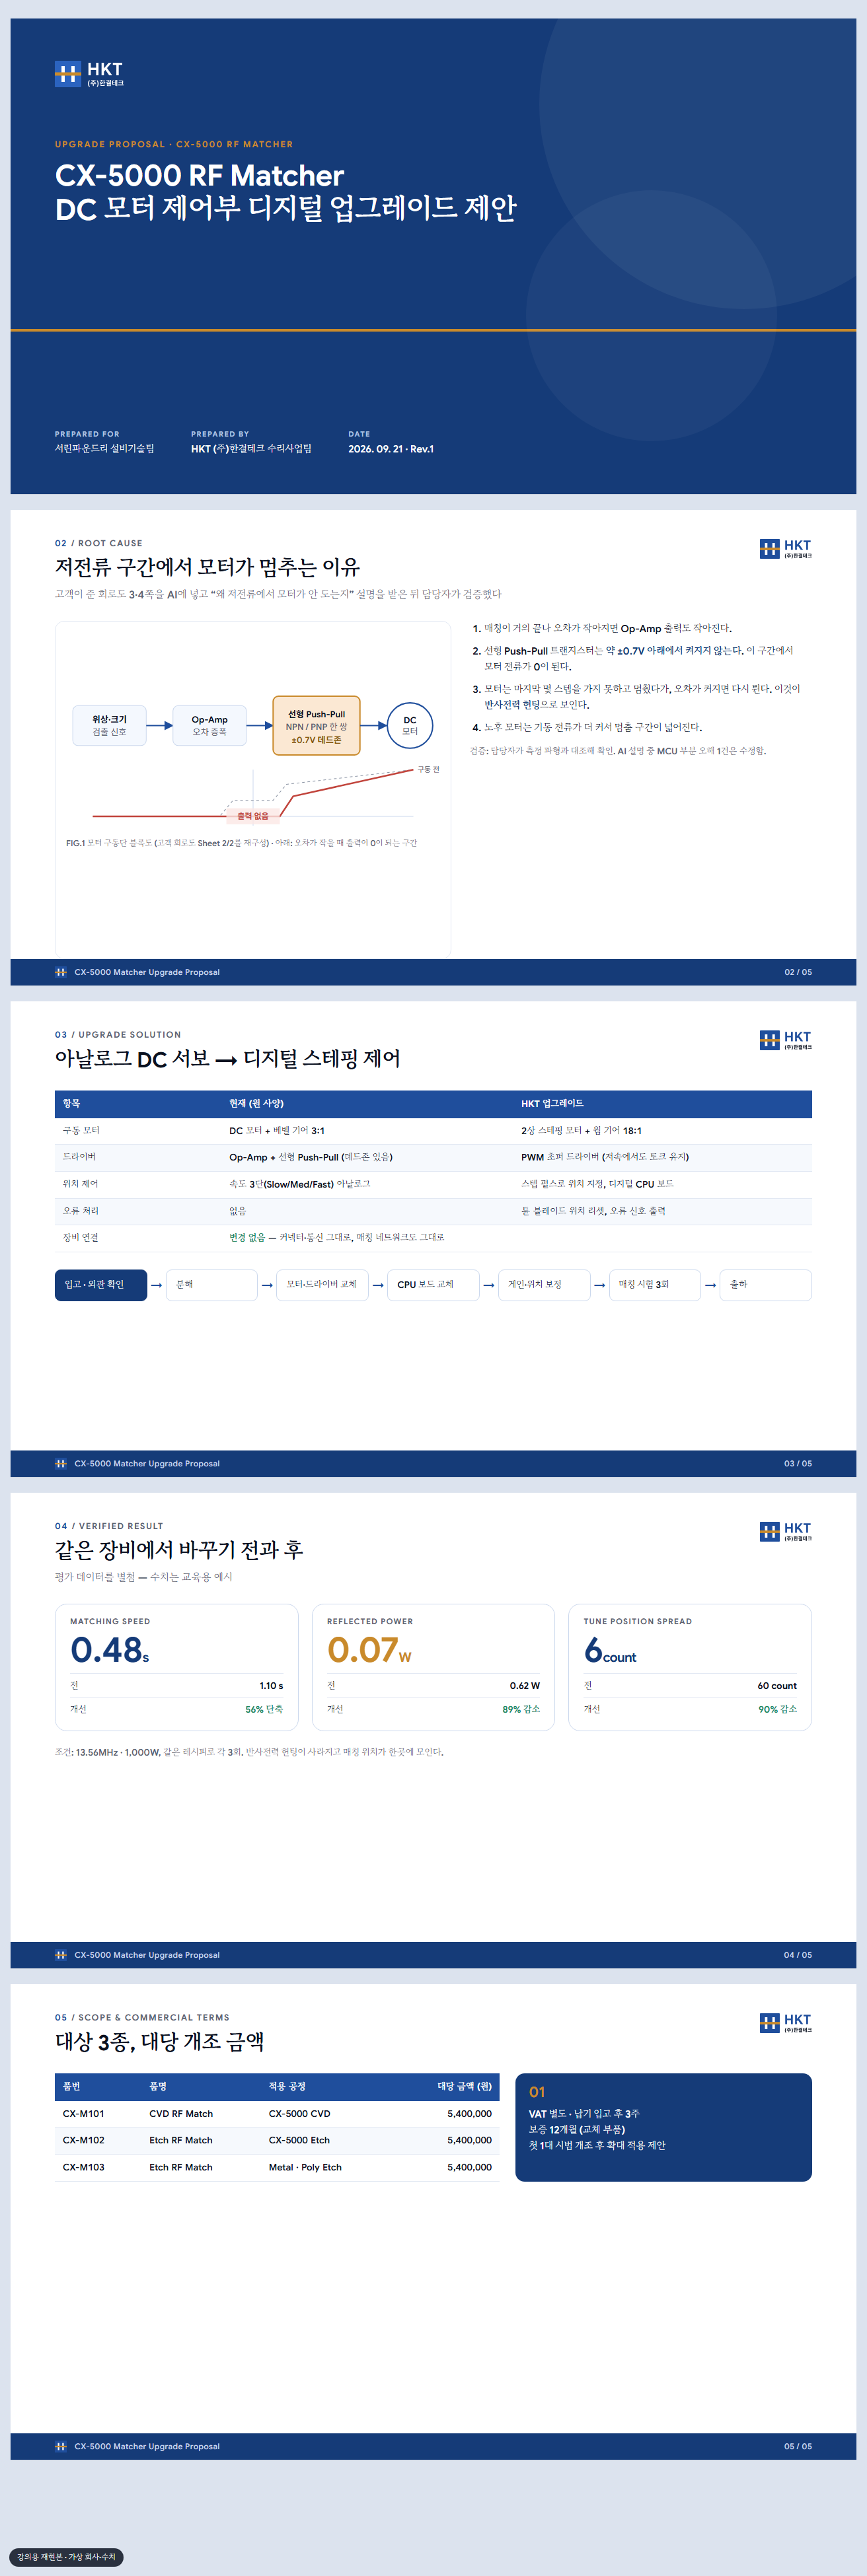 HKT
(주)한결테크
UPGRADE PROPOSAL · CX-5000 RF MATCHER
CX-5000 RF Matcher
DC 모터 제어부 디지털 업그레이드 제안
PREPARED FOR
서린파운드리 설비기술팀
PREPARED BY
HKT (주)한결테크 수리사업팀
DATE
2026. 09. 21 · Rev.1
02 / ROOT CAUSE
저전류 구간에서 모터가 멈추는 이유
고객이 준 회로도 3·4쪽을 AI에 넣고 “왜 저전류에서 모터가 안 도는지” 설명을 받은 뒤 담당자가 검증했다
HKT
(주)한결테크
위상·크기
검출 신호
Op-Amp
오차 증폭
선형 Push-Pull
NPN / PNP 한 쌍
±0.7V 데드존
DC
모터
구동 전
출력 없음
FIG.1 모터 구동단 블록도 (고객 회로도 Sheet 2/2를 재구성) · 아래: 오차가 작을 때 출력이 0이 되는 구간
1. 매칭이 거의 끝나 오차가 작아지면 Op-Amp 출력도 작아진다.
2. 선형 Push-Pull 트랜지스터는 약 ±0.7V 아래에서 켜지지 않는다. 이 구간에서
모터 전류가 0이 된다.
3. 모터는 마지막 몇 스텝을 가지 못하고 멈췄다가, 오차가 커지면 다시 뛴다. 이것이
반사전력 헌팅으로 보인다.
4. 노후 모터는 기동 전류가 더 커서 멈춤 구간이 넓어진다.
검증: 담당자가 측정 파형과 대조해 확인. AI 설명 중 MCU 부분 오해 1건은 수정함.
CX-5000 Matcher Upgrade Proposal
02 / 05
03 / UPGRADE SOLUTION
아날로그 DC 서보 → 디지털 스테핑 제어
HKT
(주)한결테크
항목 현재 (원 사양) HKT 업그레이드
구동 모터 DC 모터 + 베벨 기어 3:1 2상 스테핑 모터 + 웜 기어 18:1
드라이버 Op-Amp + 선형 Push-Pull (데드존 있음) PWM 초퍼 드라이버 (저속에서도 토크 유지)
위치 제어 속도 3단(Slow/Med/Fast) 아날로그 스텝 펄스로 위치 지정, 디지털 CPU 보드
오류 처리 없음 튠 블레이드 위치 리셋, 오류 신호 출력
장비 연결 변경 없음 — 커넥터·통신 그대로, 매칭 네트워크도 그대로
입고 · 외관 확인 → 분해 → 모터·드라이버 교체 → CPU 보드 교체 → 게인·위치 보정 → 매칭 시험 3회 → 출하
CX-5000 Matcher Upgrade Proposal
03 / 05
04 / VERIFIED RESULT
같은 장비에서 바꾸기 전과 후
평가 데이터를 별첨 — 수치는 교육용 예시
HKT
(주)한결테크
MATCHING SPEED
0.48s
전 1.10 s
개선 56% 단축
REFLECTED POWER
0.07W
전 0.62 W
개선 89% 감소
TUNE POSITION SPREAD
6count
전 60 count
개선 90% 감소
조건: 13.56MHz · 1,000W, 같은 레시피로 각 3회. 반사전력 헌팅이 사라지고 매칭 위치가 한곳에 모인다.
CX-5000 Matcher Upgrade Proposal
04 / 05
05 / SCOPE & COMMERCIAL TERMS
대상 3종, 대당 개조 금액
HKT
(주)한결테크
품번 품명 적용 공정 대당 금액 (원)
CX-M101 CVD RF Match CX-5000 CVD 5,400,000
CX-M102 Etch RF Match CX-5000 Etch 5,400,000
CX-M103 Etch RF Match Metal · Poly Etch 5,400,000
01
VAT 별도 · 납기 입고 후 3주
보증 12개월 (교체 부품)
첫 1대 시범 개조 후 확대 적용 제안
CX-5000 Matcher Upgrade Proposal
05 / 05
강의용 재현본 · 가상 회사·수치